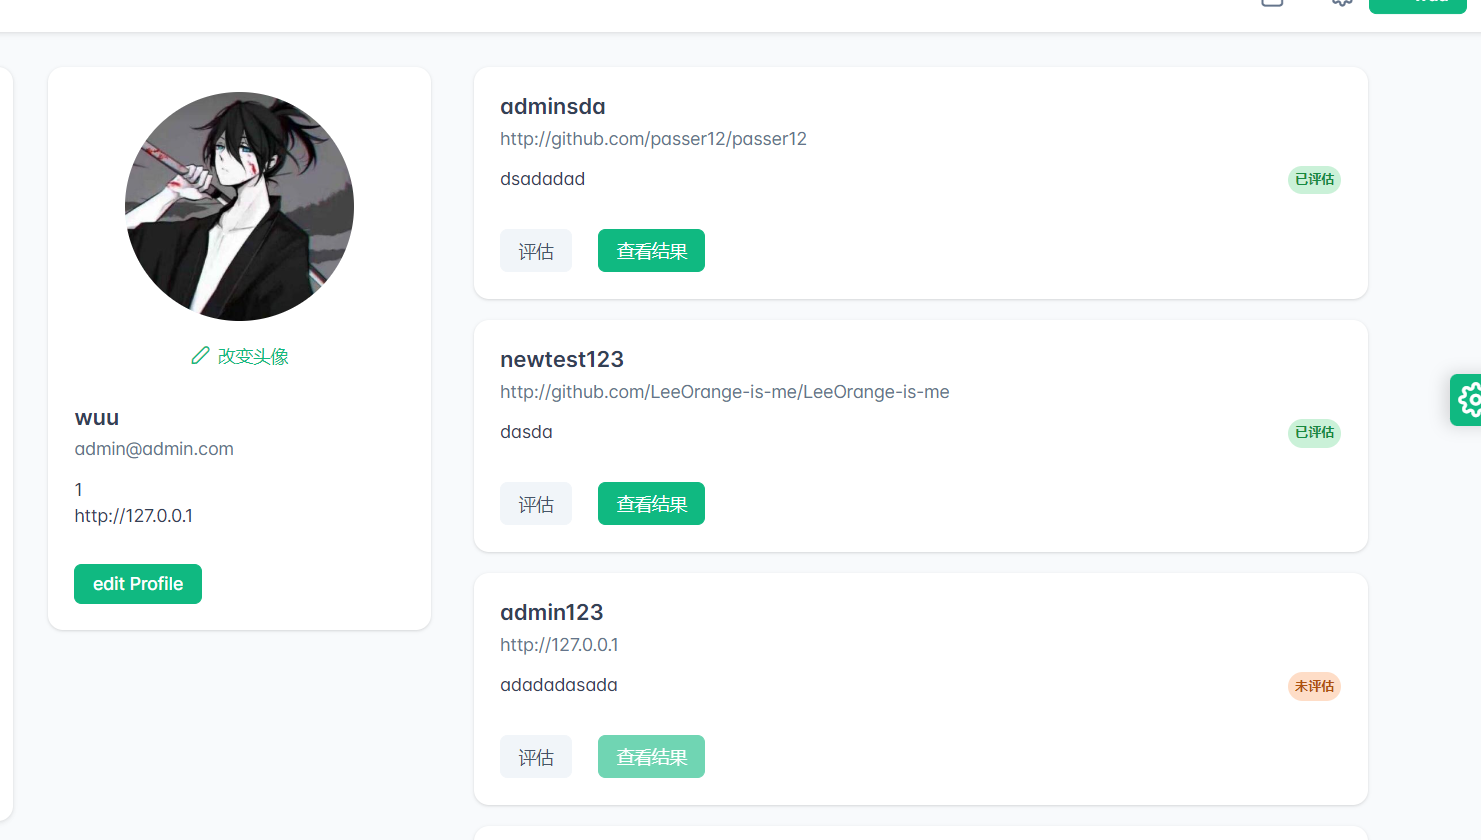 改变头像
wuu
admin@admin.com
1
http://127.0.0.1
edit Profile
adminsda
http://github.com/passer12/passer12
dsadadad
已评估
评估
查看结果
newtest123
http://github.com/LeeOrange-is-me/LeeOrange-is-me
dasda
已评估
评估
查看结果
admin123
http://127.0.0.1
adadadasada
未评估
评估
查看结果